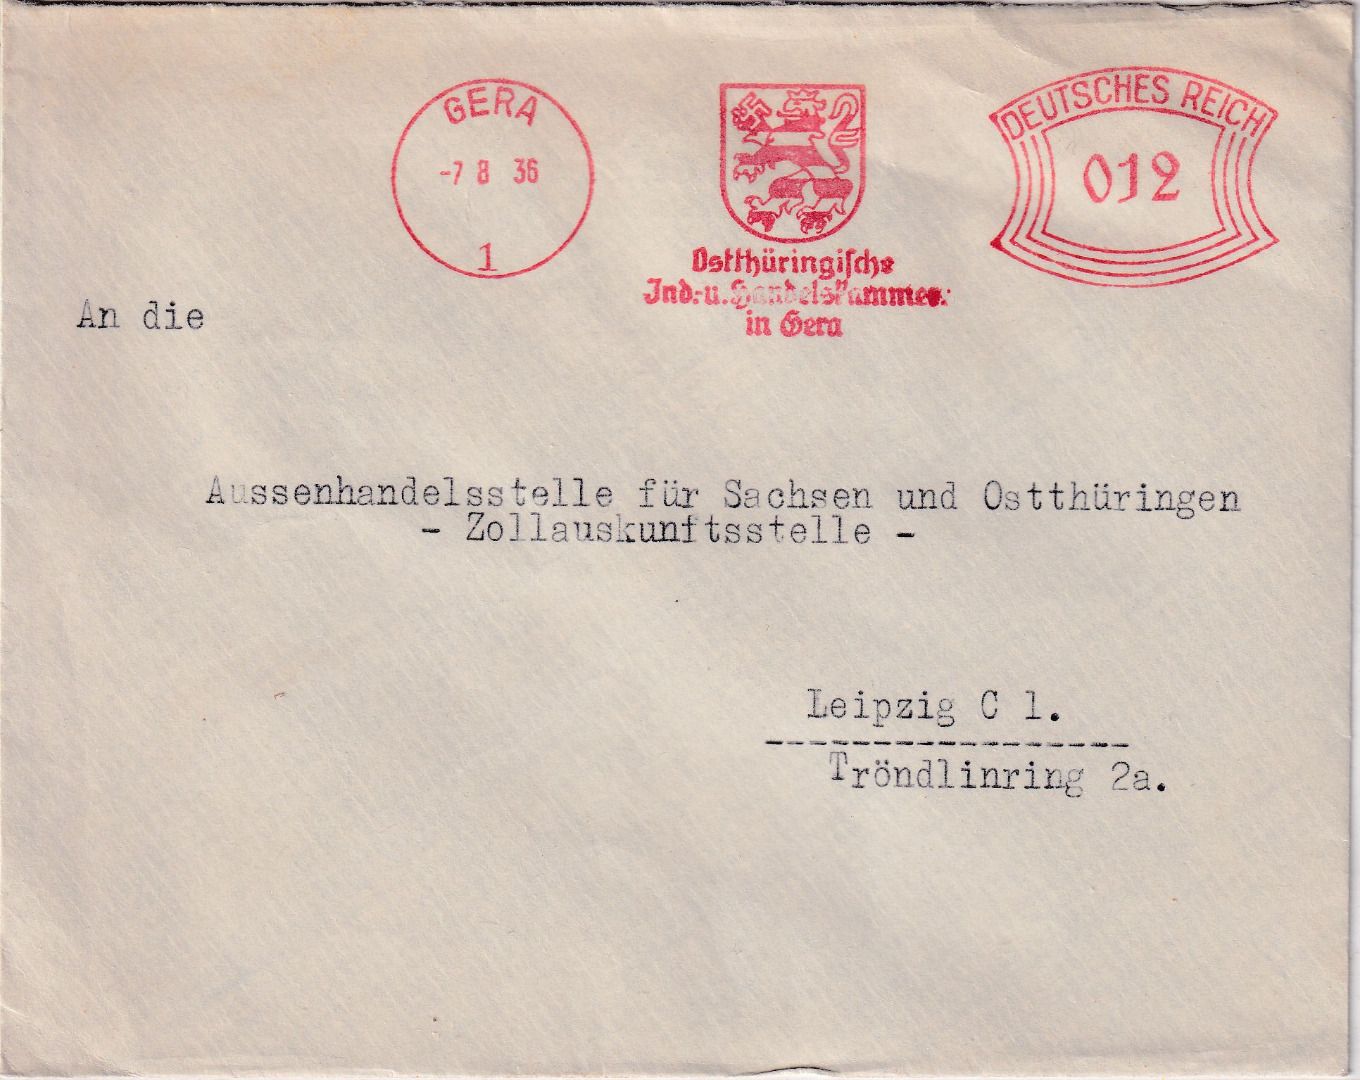 GERA
-7 8 36
1
Ostthüringische
Ind.-u. Handelskammer
in Gera
DEUTSCHES REICH
012
An die
Aussenhandelsstelle für Sachsen und Ostthüringen
- Zollauskunftsstelle -
Leipzig C 1.
-----------------
Tröndlinring 2a.